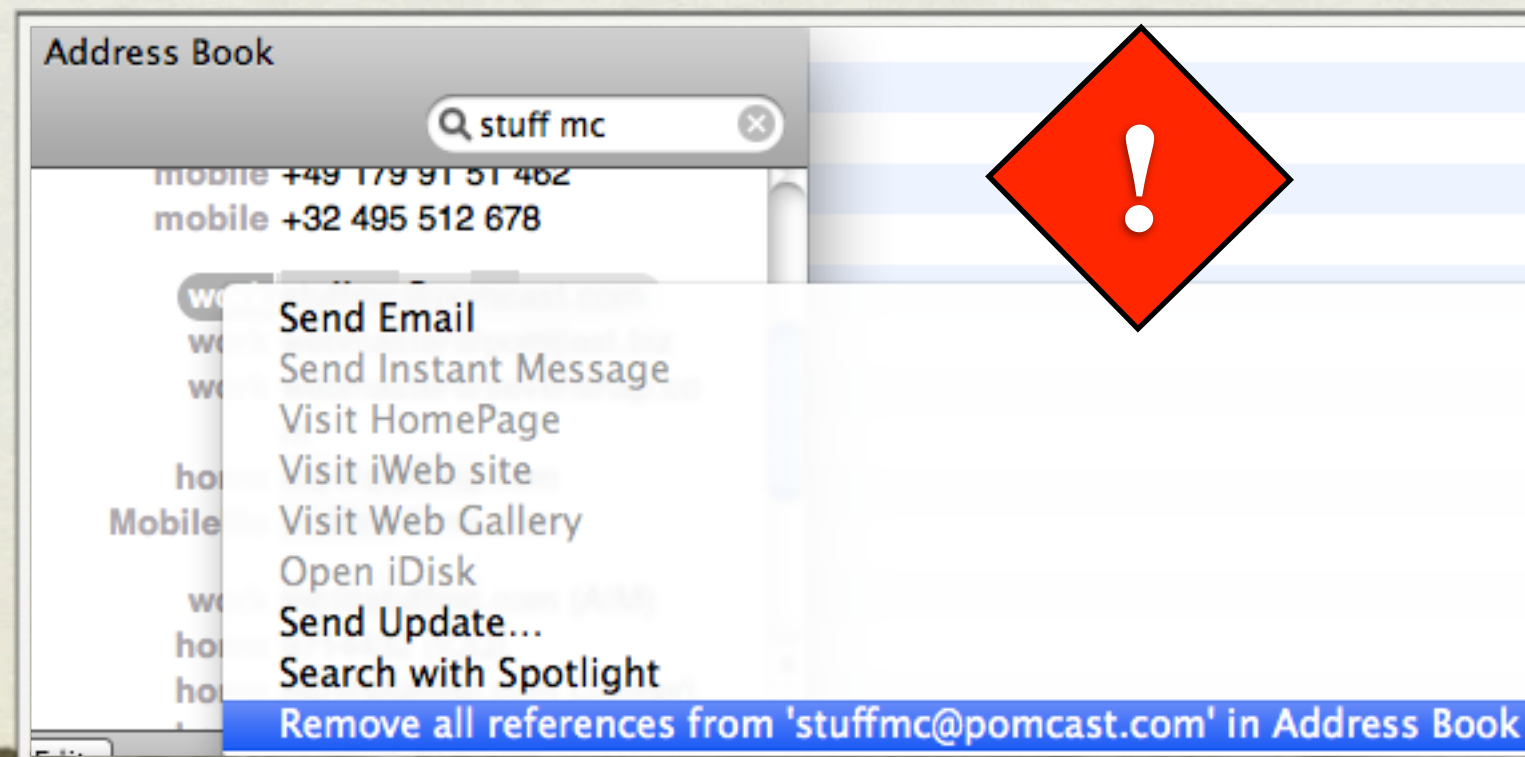 Address Book
stuff mc
mobile +49 179 91 51 462
mobile +32 495 512 678
!
Send Email
Send Instant Message
Visit HomePage
Visit iWeb site
Visit Web Gallery
Mobile
Open iDisk
Send Update...
Search with Spotlight
Remove all references from 'stuffmc@pomcast.com' in Address Book